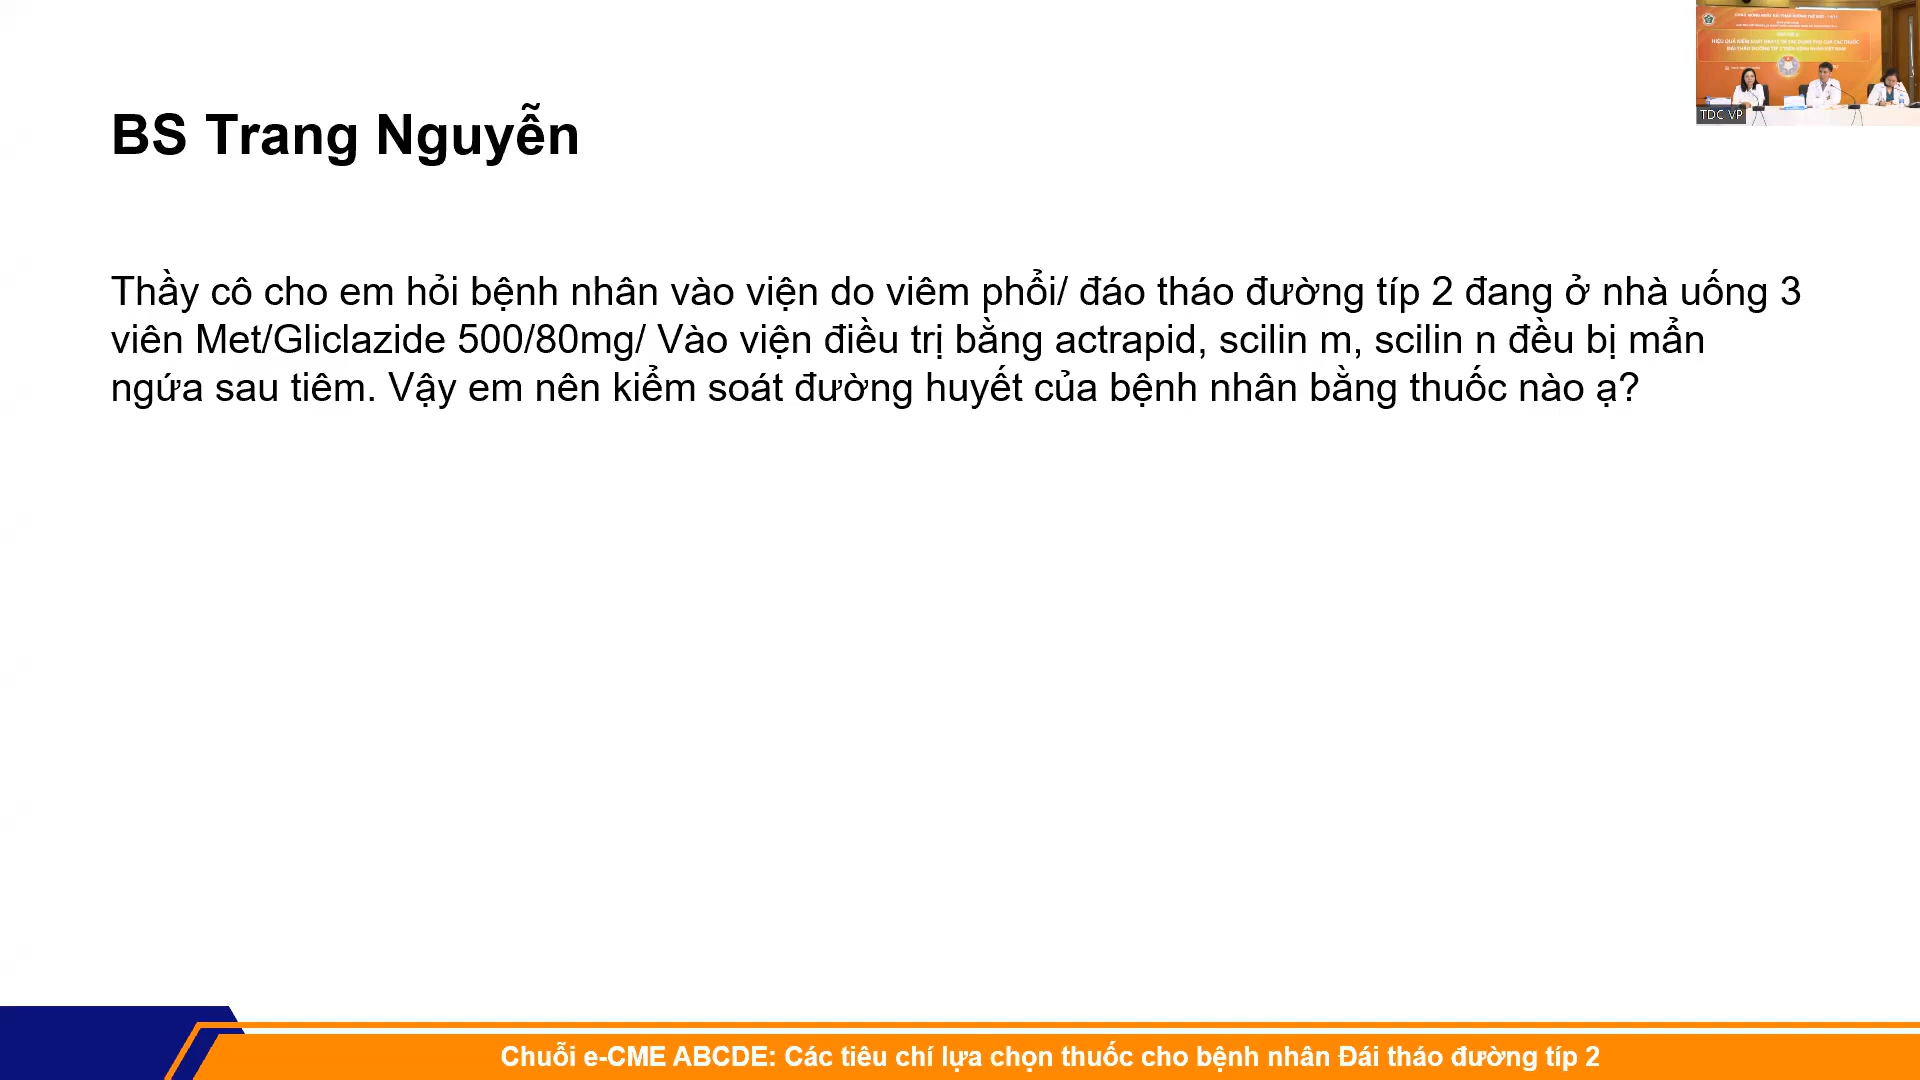 BS Trang Nguyễn
Thầy cô cho em hỏi bệnh nhân vào viện do viêm phổi/ đáo tháo đường típ 2 đang ở nhà uống 3
viên Met/Gliclazide 500/80mg/ Vào viện điều trị bằng actrapid, scilin m, scilin n đều bị mẩn
ngứa sau tiêm. Vậy em nên kiểm soát đường huyết của bệnh nhân bằng thuốc nào ạ?
TDC VP
Chuỗi e-CME ABCDE: Các tiêu chí lựa chọn thuốc cho bệnh nhân Đái tháo đường típ 2